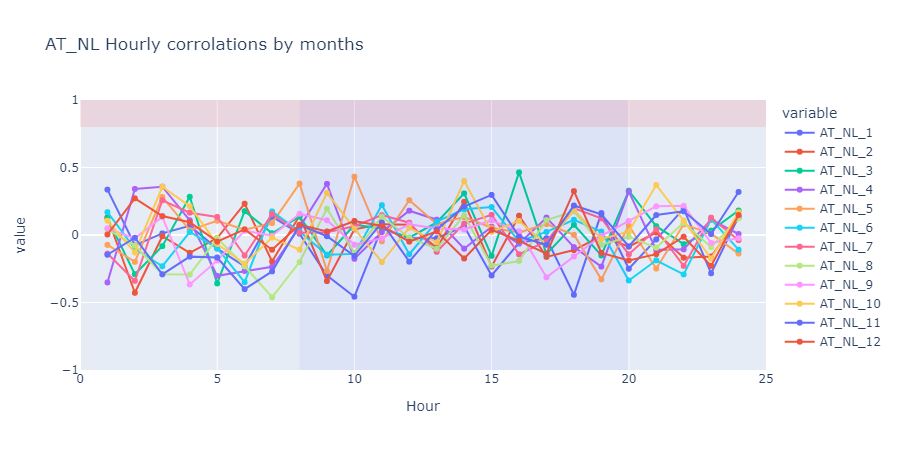 AT_NL Hourly corrolations by months
value
1
0.5
0
−0.5
−1
0
5
10
15
20
25
Hour
variable
AT_NL_1
AT_NL_2
AT_NL_3
AT_NL_4
AT_NL_5
AT_NL_6
AT_NL_7
AT_NL_8
AT_NL_9
AT_NL_10
AT_NL_11
AT_NL_12